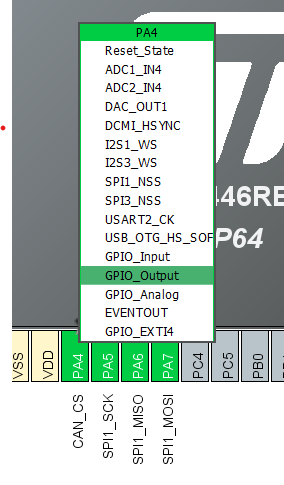 PA4
Reset_State
ADC1_IN4
ADC2_IN4
DAC_OUT1
DCMI_HSYNC
I2S1_WS
I2S3_WS
SPI1_NSS
SPI3_NSS
USART2_CK
USB_OTG_HS_SOF
GPIO_Input
GPIO_Output
GPIO_Analog
EVENTOUT
GPIO_EXTI4
446RE
P64
VSS
VDD
PA4
PA5
PA6
PA7
PC4
PC5
PB0
CAN_CS
SPI1_SCK
SPI1_MISO
SPI1_MOSI